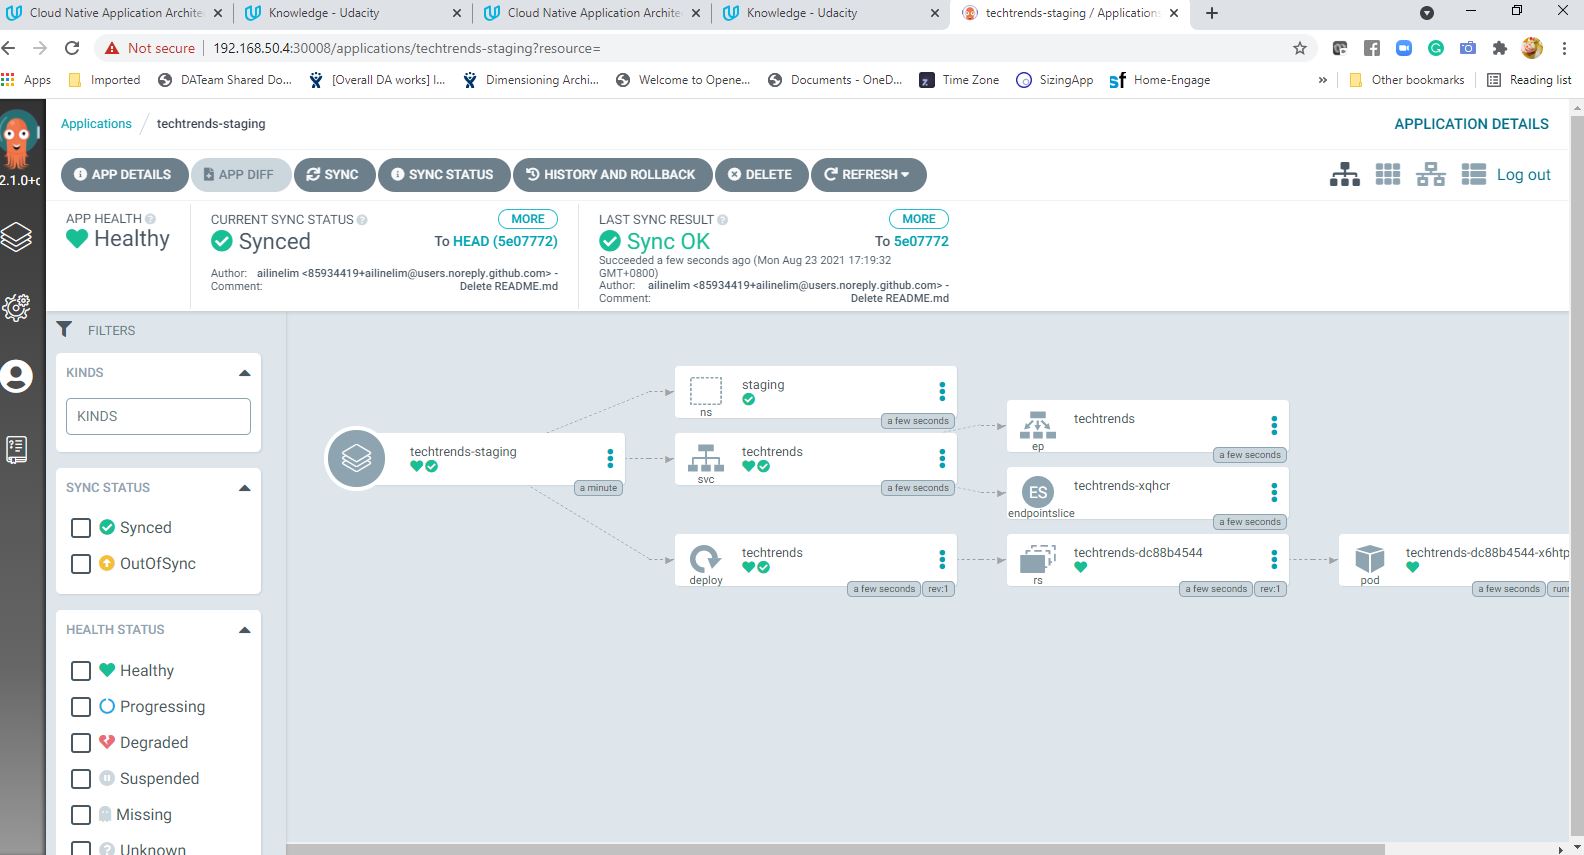 Cloud Native Application Archite
Knowledge - Udacity
Cloud Native Application Archite
Knowledge - Udacity
techtrends-staging / Applications
Not secure 192.168.50.4:30008/applications/techtrends-staging?resource=
Apps Imported DATeam Shared Do... [Overall DA works] I... Dimensioning Archi... Welcome to Opene... Documents - OneD... Time Zone SizingApp Home-Engage » Other bookmarks Reading list
2.1.0+
Applications / techtrends-staging
APPLICATION DETAILS
APP DETAILS APP DIFF SYNC SYNC STATUS HISTORY AND ROLLBACK DELETE REFRESH
Log out
APP HEALTH
Healthy
CURRENT SYNC STATUS MORE
Synced To HEAD (5e07772)
Author: ailinelim <85934419+ailinelim@users.noreply.github.com> -
Comment: Delete README.md
LAST SYNC RESULT MORE
Sync OK To 5e07772
Succeeded a few seconds ago (Mon Aug 23 2021 17:19:32
GMT+0800)
Author: ailinelim <85934419+ailinelim@users.noreply.github.com> -
Comment: Delete README.md
FILTERS
KINDS
KINDS
SYNC STATUS
Synced
OutOfSync
HEALTH STATUS
Healthy
Progressing
Degraded
Suspended
Missing
Unknown
techtrends-staging
a minute
staging
ns
a few seconds
techtrends
svc
a few seconds
techtrends
deploy
a few seconds rev:1
techtrends
ep
a few seconds
ES
techtrends-xqhcr
endpointslice
a few seconds
techtrends-dc88b4544
rs
a few seconds rev:1
techtrends-dc88b4544-x6htp
pod
a few seconds runn